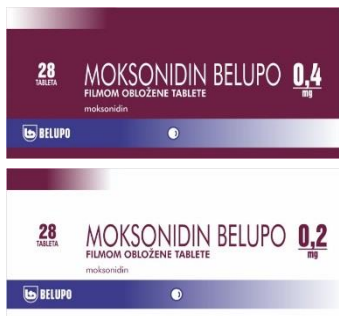 28
TABLETA
MOKSONIDIN BELUPO 0,4
mg
FILMOM OBLOŽENE TABLETE
moksonidin
BELUPO
28
TABLETA
MOKSONIDIN BELUPO 0,2
mg
FILMOM OBLOŽENE TABLETE
moksonidin
BELUPO